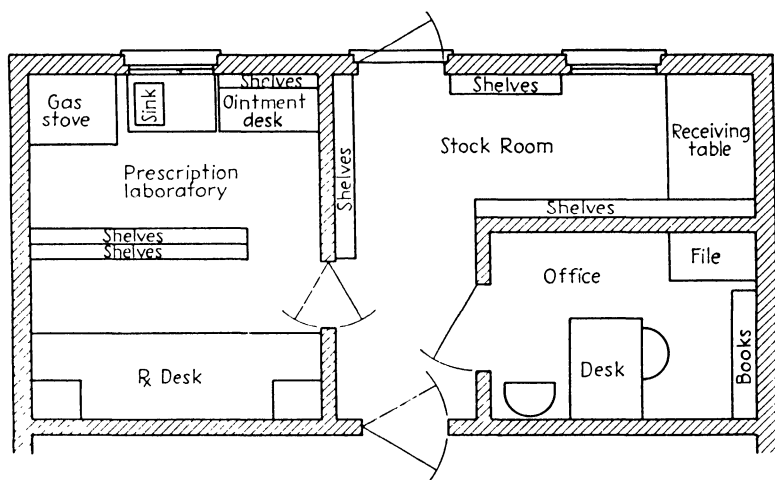 Gas
stove
Sink
Shelves
Ointment
desk
Prescription
laboratory
Shelves
Shelves
℞ Desk
Shelves
Shelves
Stock Room
Receiving
table
Shelves
Office
File
Desk
Books